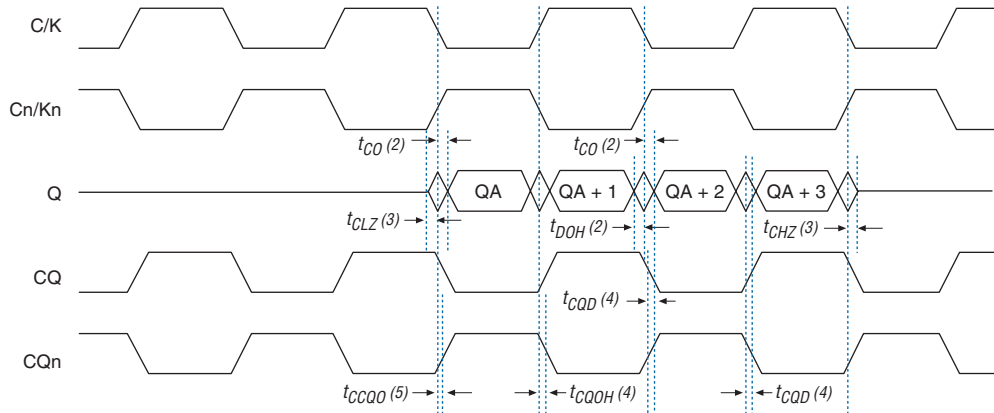 C/K
Cn/Kn
tCO (2) tCO (2)
Q QA QA + 1 QA + 2 QA + 3
tCLZ (3) tDOH (2) tCHZ (3)
CQ
tCQD (4)
CQn
tCCQO (5) tCQOH (4) tCQD (4)